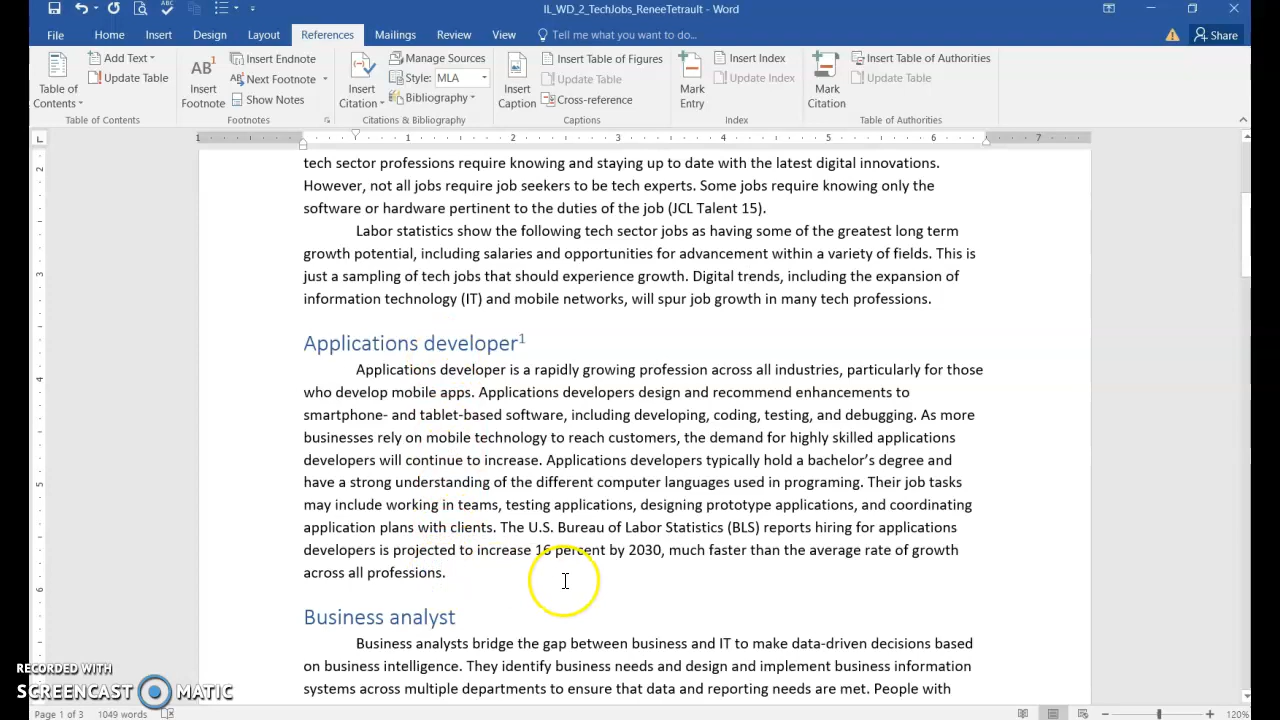 IL_WD_2_TechJobs_ReneeTetrault - Word
File Home Insert Design Layout References Mailings Review View Tell me what you want to do... Share
Table of Contents
Add Text
Update Table
Table of Contents
AB1
Insert Footnote
Insert Endnote
Next Footnote
Show Notes
Footnotes
Insert Citation
Manage Sources
Style: MLA
Bibliography
Citations & Bibliography
Insert Caption
Insert Table of Figures
Update Table
Cross-reference
Captions
Mark Entry
Insert Index
Update Index
Index
Mark Citation
Insert Table of Authorities
Update Table
Table of Authorities
1 1 2 3 4 5 6 7
2
3
4
5
6
tech sector professions require knowing and staying up to date with the latest digital innovations.
However, not all jobs require job seekers to be tech experts. Some jobs require knowing only the
software or hardware pertinent to the duties of the job (JCL Talent 15).
Labor statistics show the following tech sector jobs as having some of the greatest long term
growth potential, including salaries and opportunities for advancement within a variety of fields. This is
just a sampling of tech jobs that should experience growth. Digital trends, including the expansion of
information technology (IT) and mobile networks, will spur job growth in many tech professions.
Applications developer1
Applications developer is a rapidly growing profession across all industries, particularly for those
who develop mobile apps. Applications developers design and recommend enhancements to
smartphone- and tablet-based software, including developing, coding, testing, and debugging. As more
businesses rely on mobile technology to reach customers, the demand for highly skilled applications
developers will continue to increase. Applications developers typically hold a bachelor's degree and
have a strong understanding of the different computer languages used in programing. Their job tasks
may include working in teams, testing applications, designing prototype applications, and coordinating
application plans with clients. The U.S. Bureau of Labor Statistics (BLS) reports hiring for applications
developers is projected to increase 16 percent by 2030, much faster than the average rate of growth
across all professions.
Business analyst
Business analysts bridge the gap between business and IT to make data-driven decisions based
on business intelligence. They identify business needs and design and implement business information
systems across multiple departments to ensure that data and reporting needs are met. People with
RECORDED WITH
SCREENCAST MATIC
Page 1 of 3 1049 words 120%